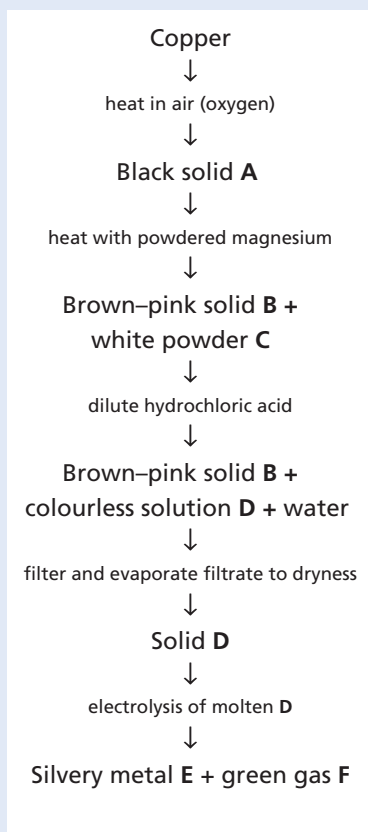 Copper
↓
heat in air (oxygen)
↓
Black solid A
↓
heat with powdered magnesium
↓
Brown–pink solid B +
white powder C
↓
dilute hydrochloric acid
↓
Brown–pink solid B +
colourless solution D + water
↓
filter and evaporate filtrate to dryness
↓
Solid D
↓
electrolysis of molten D
↓
Silvery metal E + green gas F